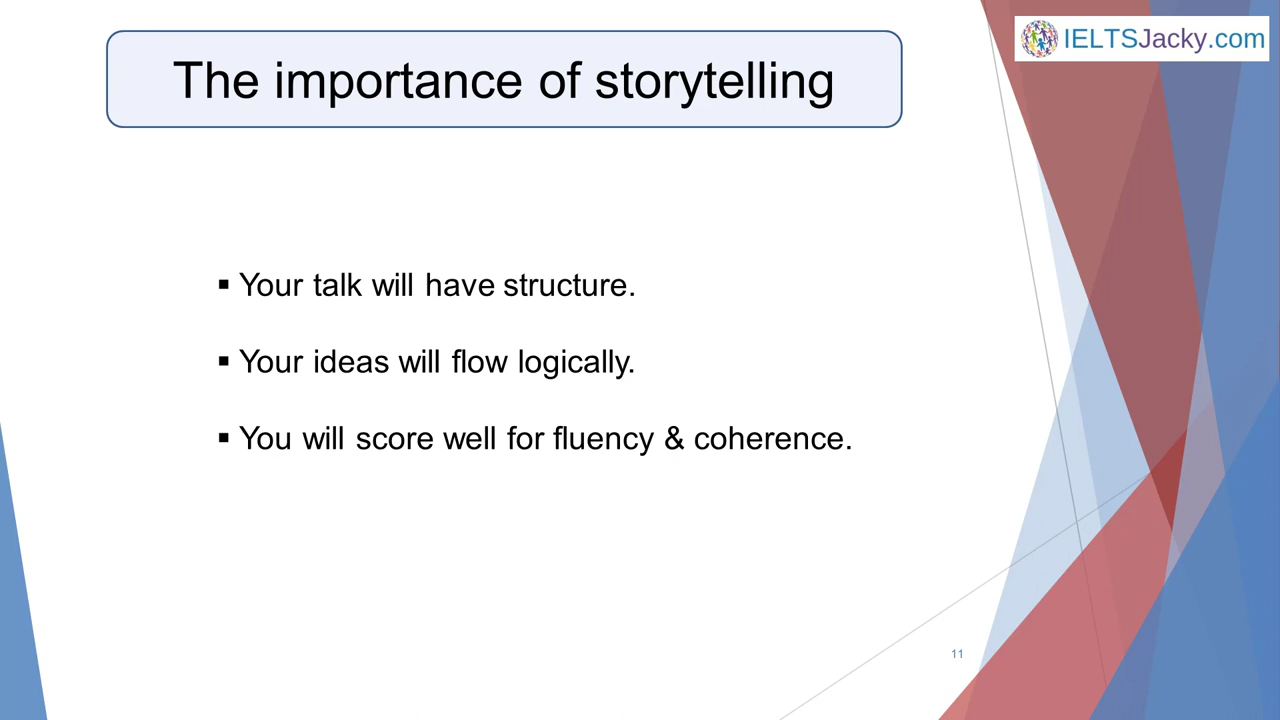 IELTSJacky.com
The importance of storytelling
▪ Your talk will have structure.
▪ Your ideas will flow logically.
▪ You will score well for fluency & coherence.
11